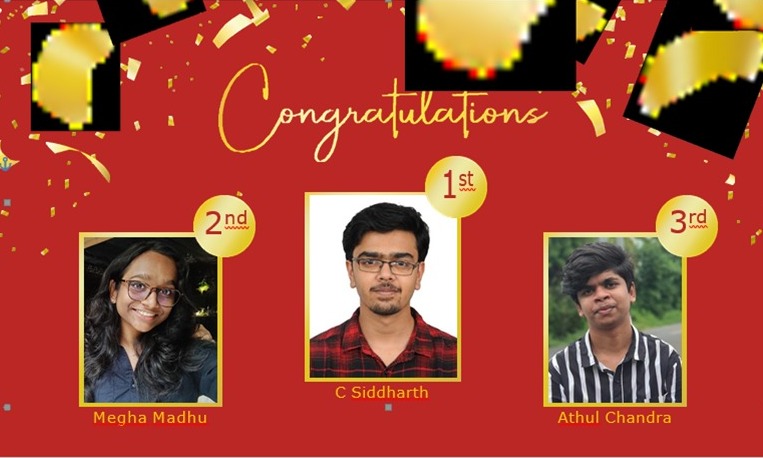 Congratulations
1st
2nd
3rd
C Siddharth
Megha Madhu
Athul Chandra